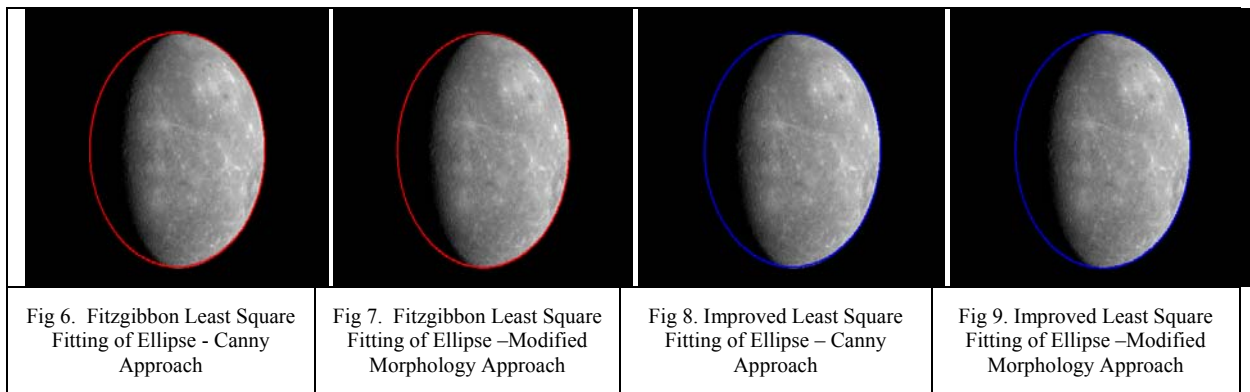 Fig 6.  Fitzgibbon Least Square
Fitting of Ellipse - Canny
Approach
Fig 7.  Fitzgibbon Least Square
Fitting of Ellipse –Modified
Morphology Approach
Fig 8. Improved Least Square
Fitting of Ellipse – Canny
Approach
Fig 9. Improved Least Square
Fitting of Ellipse –Modified
Morphology Approach